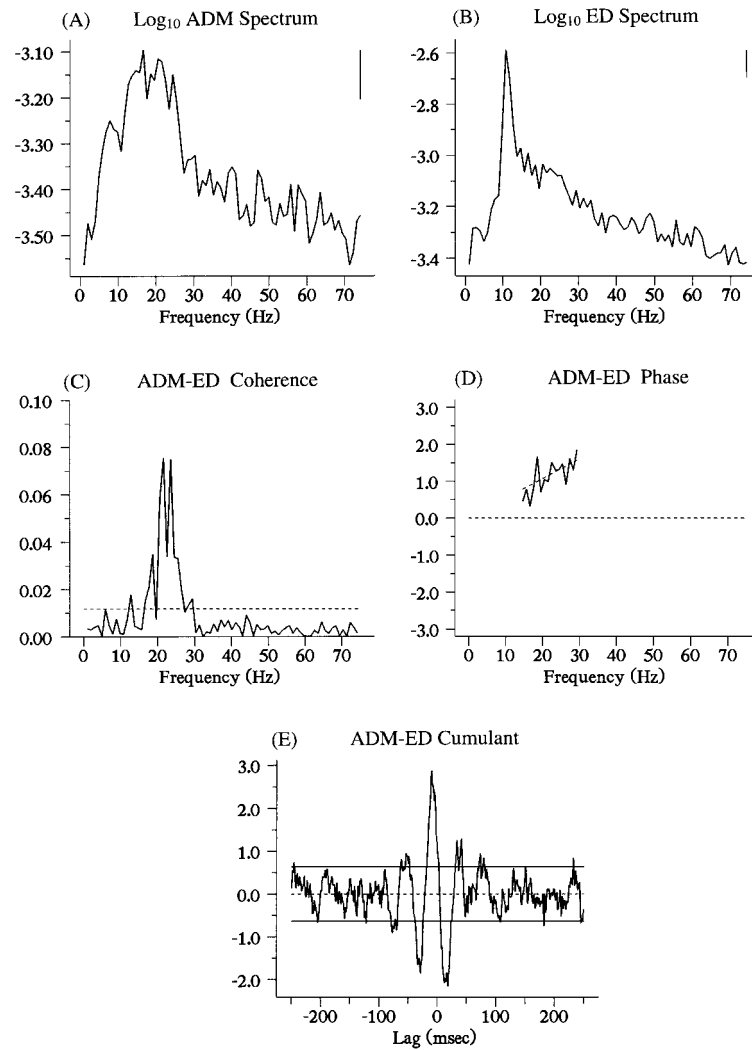 (A) Log10 ADM Spectrum
-3.10
-3.20
-3.30
-3.40
-3.50
0 10 20 30 40 50 60 70
Frequency (Hz)
(B) Log10 ED Spectrum
-2.6
-2.8
-3.0
-3.2
-3.4
0 10 20 30 40 50 60 70
Frequency (Hz)
(C) ADM-ED Coherence
0.10
0.08
0.06
0.04
0.02
0.00
0 10 20 30 40 50 60 70
Frequency (Hz)
(D) ADM-ED Phase
3.0
2.0
1.0
0.0
-1.0
-2.0
-3.0
0 10 20 30 40 50 60 70
Frequency (Hz)
(E) ADM-ED Cumulant
3.0
2.0
1.0
0.0
-1.0
-2.0
-200 -100 0 100 200
Lag (msec)